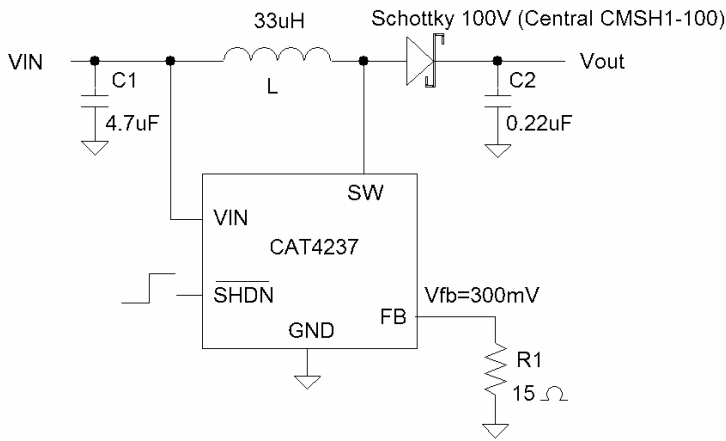 33uH
Schottky 100V (Central CMSH1-100)
VIN
C1
L
C2
Vout
4.7uF
0.22uF
SW
VIN
CAT4237
SHDN
Vfb=300mV
FB
GND
R1
15 Ω